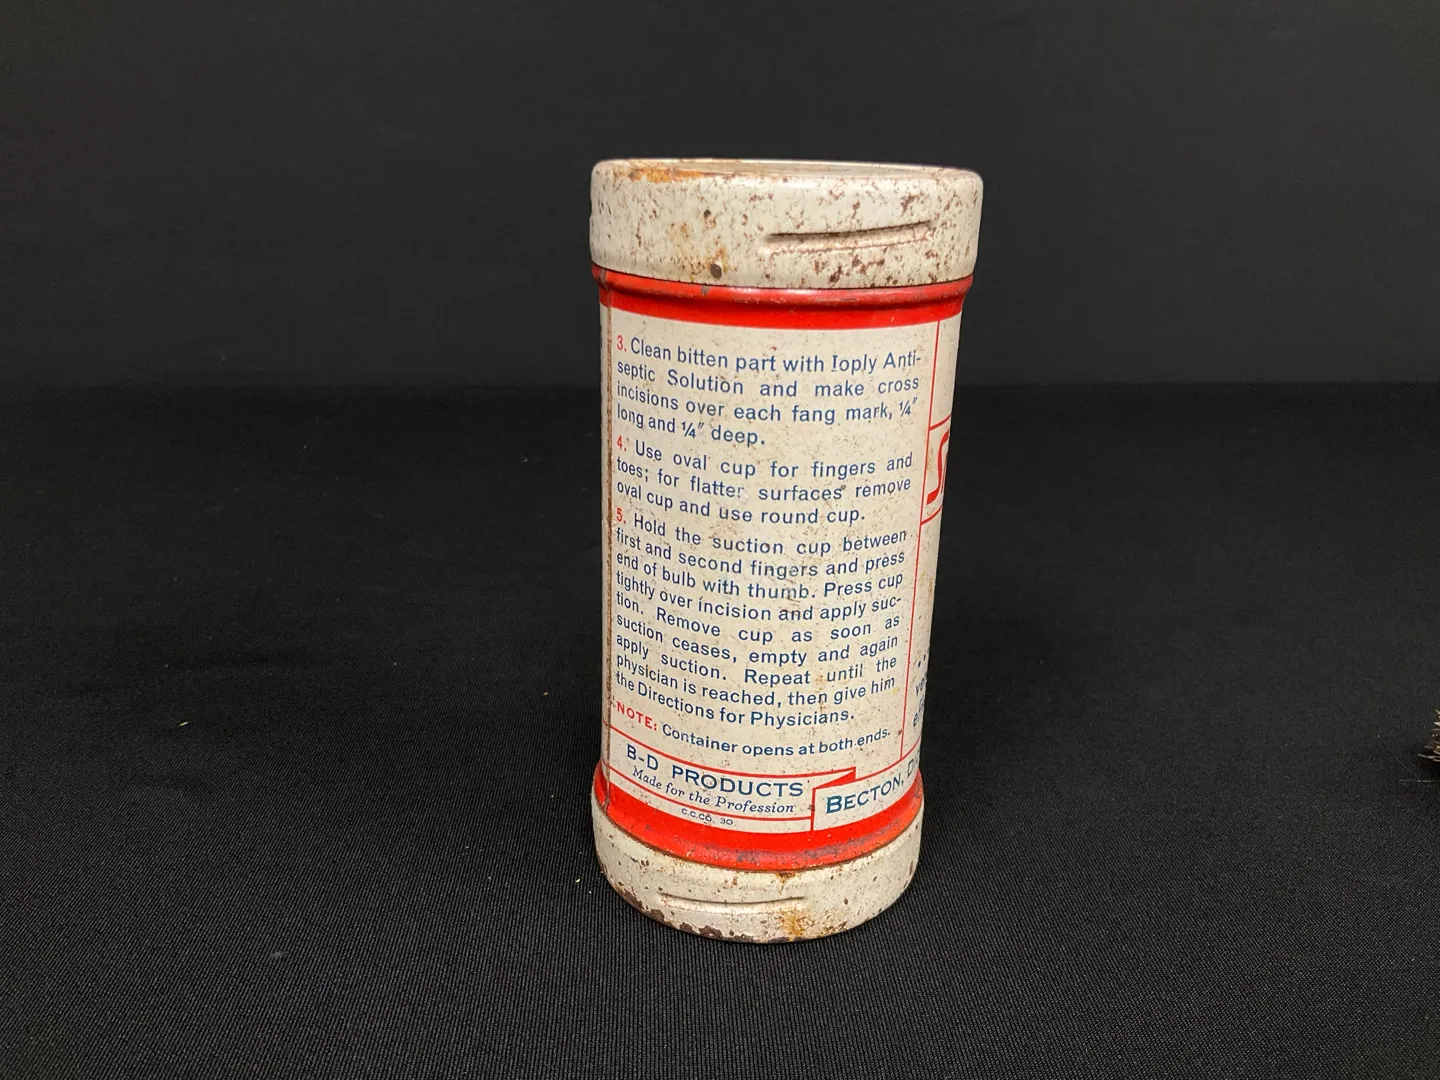 3. Clean bitten part with Ioply Anti-
septic Solution and make cross
incisions over each fang mark, ¼"
long and ¼" deep.
4. Use oval cup for fingers and
toes; for flatter surfaces remove
oval cup and use round cup.
5. Hold the suction cup between
first and second fingers and press
end of bulb with thumb. Press cup
tightly over incision and apply suc-
tion. Remove cup as soon as
suction ceases, empty and again
apply suction. Repeat until the
physician is reached, then give him
the Directions for Physicians.
NOTE: Container opens at both ends.
B-D PRODUCTS
Made for the Profession
C.C.CO. 30.
BECTON, D